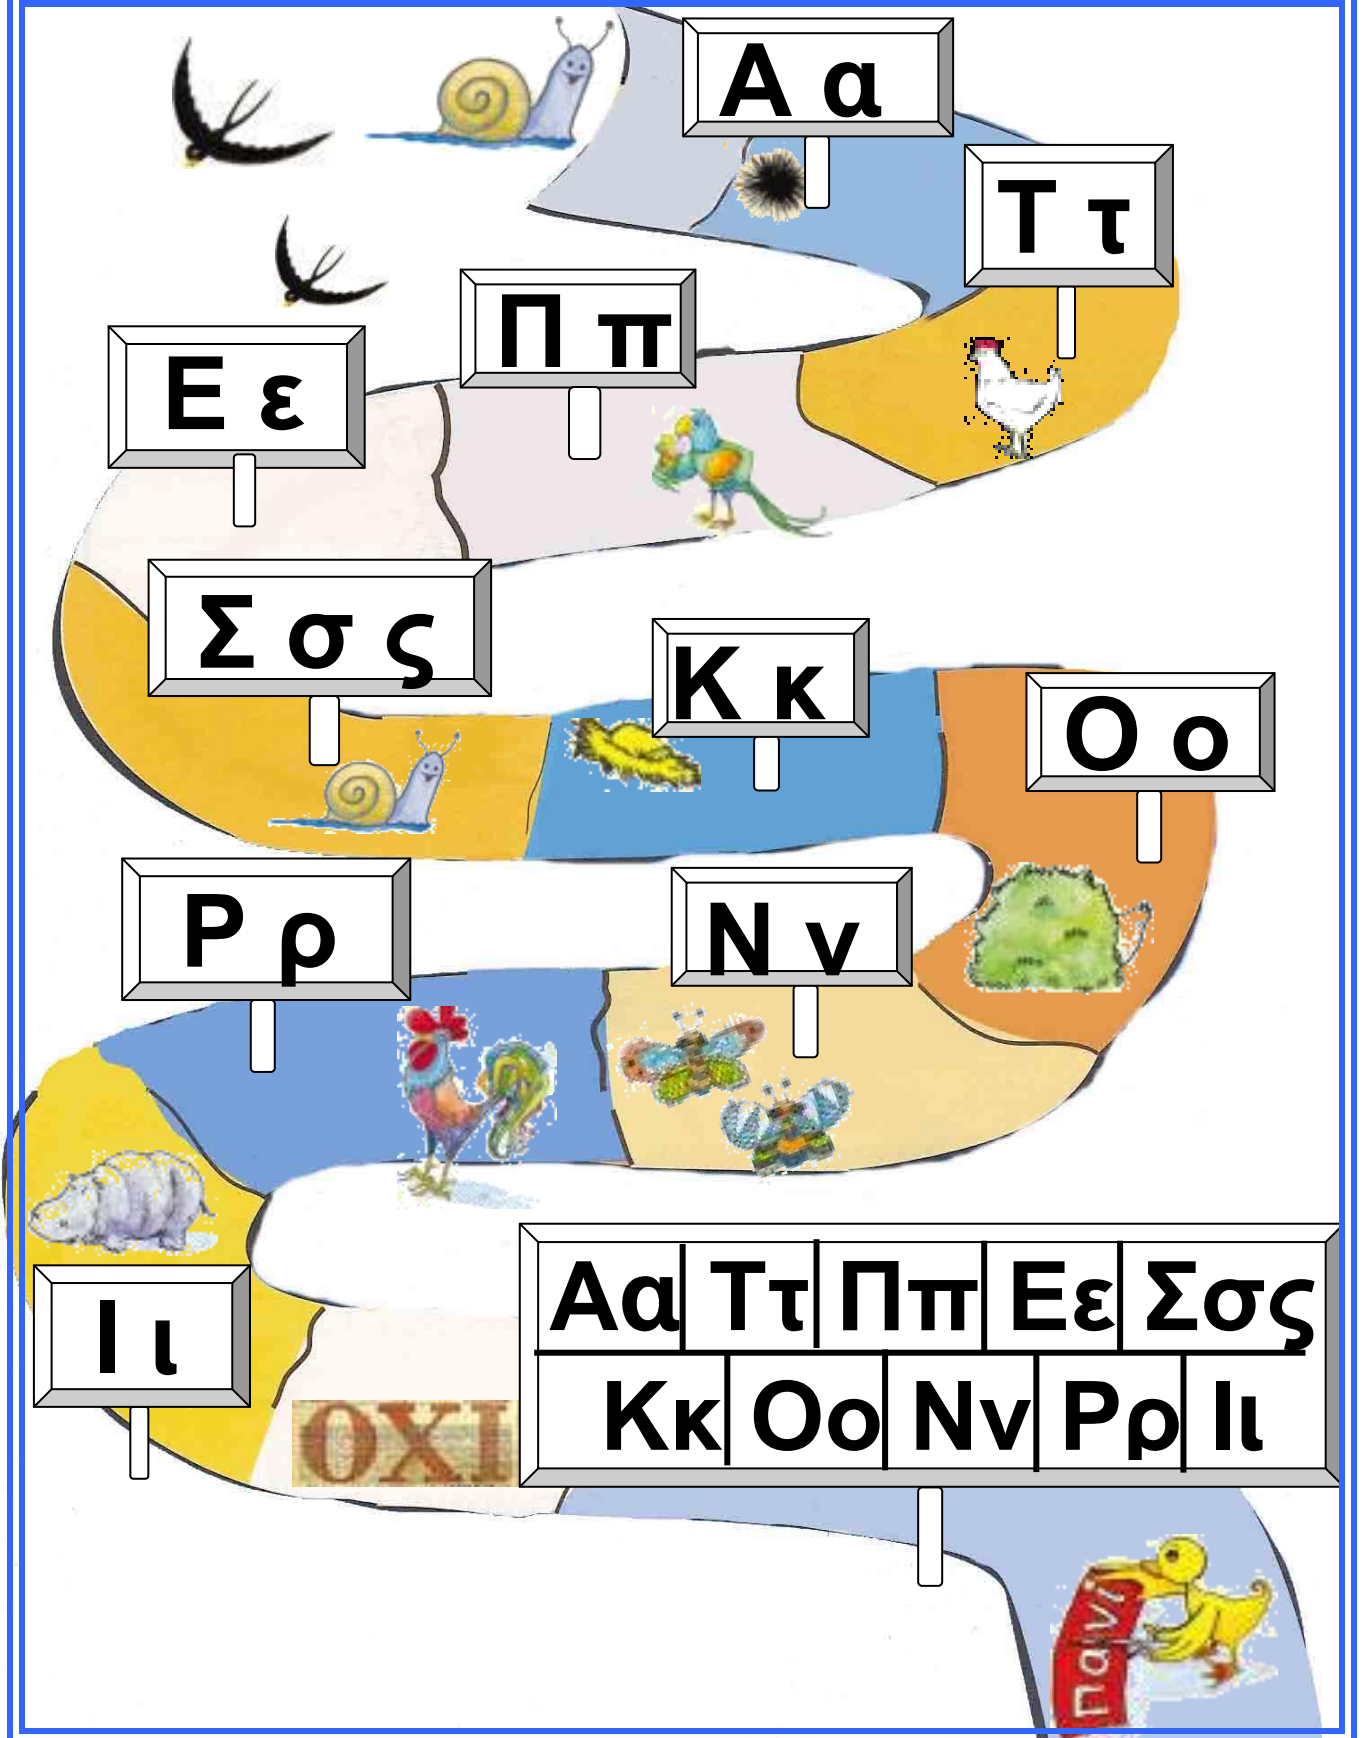 Α α
Τ τ
Π π
Ε ε
Σ σ ς
Κ κ
Ο ο
Ν ν
Ρ ρ
Ι ι
Αα Ττ Ππ Εε Σσς
Κκ Οο Νν Ρρ Ιι
ΟΧΙ
πανί